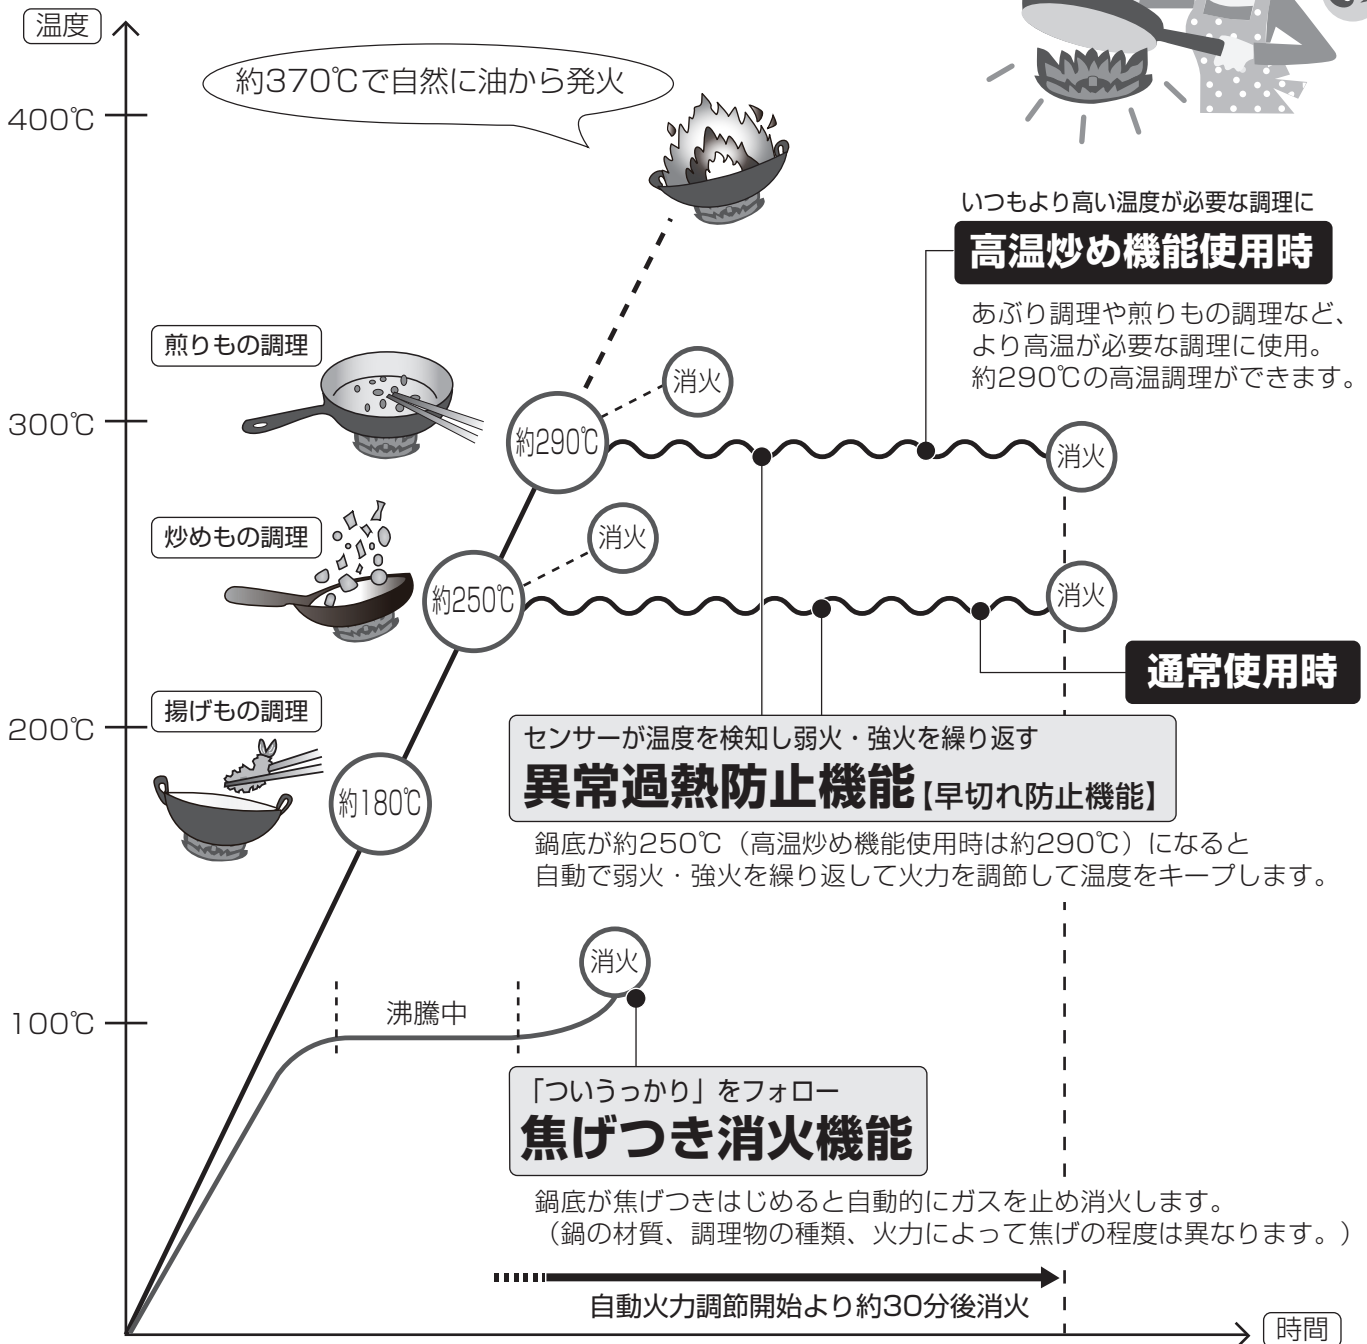 温度
約370℃で自然に油から発火
400℃
いつもより高い温度が必要な調理に
高温炒め機能使用時
あぶり調理や煎りもの調理など、
より高温が必要な調理に使用。
約290℃の高温調理ができます。
煎りもの調理
消火
300℃
約290℃
消火
炒めもの調理
消火
約250℃
消火
通常使用時
揚げもの調理
200℃
約180℃
センサーが温度を検知し弱火・強火を繰り返す
異常過熱防止機能【早切れ防止機能】
鍋底が約250℃（高温炒め機能使用時は約290℃）になると
自動で弱火・強火を繰り返して火力を調節して温度をキープします。
消火
沸騰中
100℃
「ついうっかり」をフォロー
焦げつき消火機能
鍋底が焦げつきはじめると自動的にガスを止め消火します。
（鍋の材質、調理物の種類、火力によって焦げの程度は異なります。）
自動火力調節開始より約30分後消火
時間